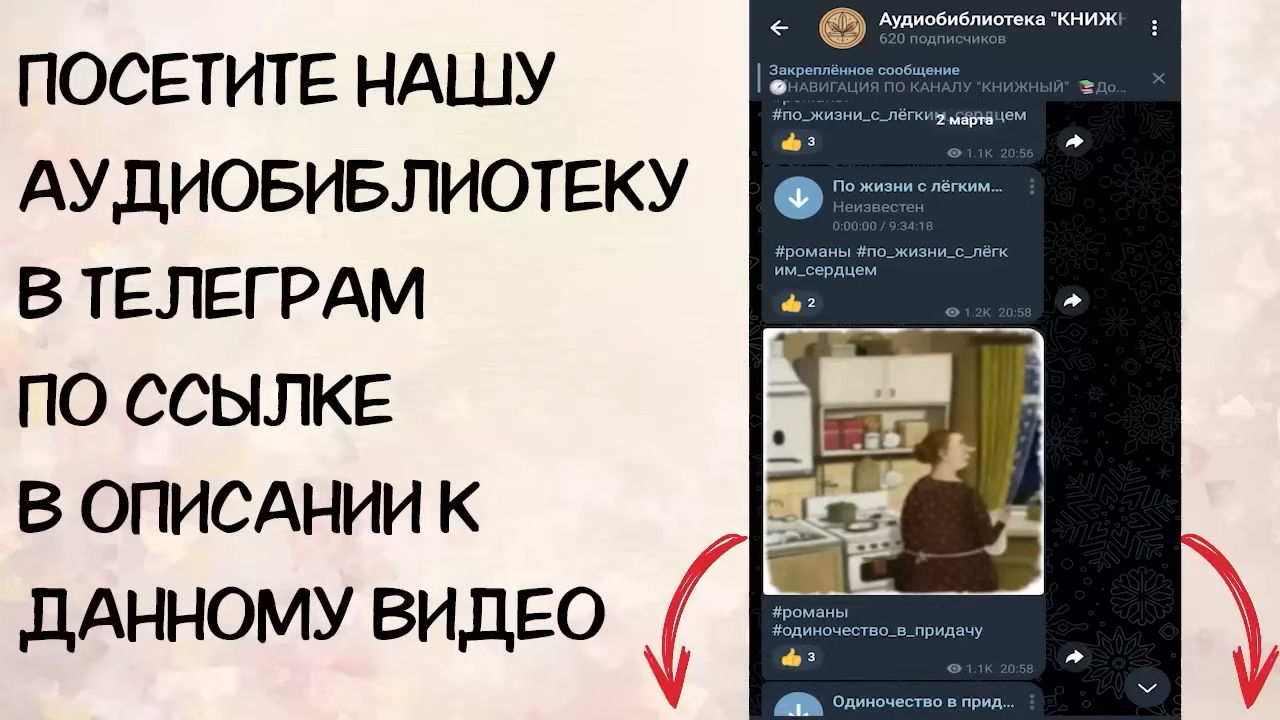 ПОСЕТИТЕ НАШУ
АУДИОБИБЛИОТЕКУ
В ТЕЛЕГРАМ
ПО ССЫЛКЕ
В ОПИСАНИИ К
ДАННОМУ ВИДЕО
Аудиобиблиотека "КНИЖН
620 подписчиков
Закреплённое сообщение
НАВИГАЦИЯ ПО КАНАЛУ "КНИЖНЫЙ" 📚До...
#по_жизни_с_лёгким_сердцем
2 марта
👍 3
1.1K 20:56
По жизни с лёгким...
Неизвестен
0:00:00 / 9:34:18
#романы #по_жизни_с_лёгк
им_сердцем
👍 2
1.2K 20:58
#романы
#одиночество_в_придачу
👍 3
1.1K 20:58
Одиночество в прид...